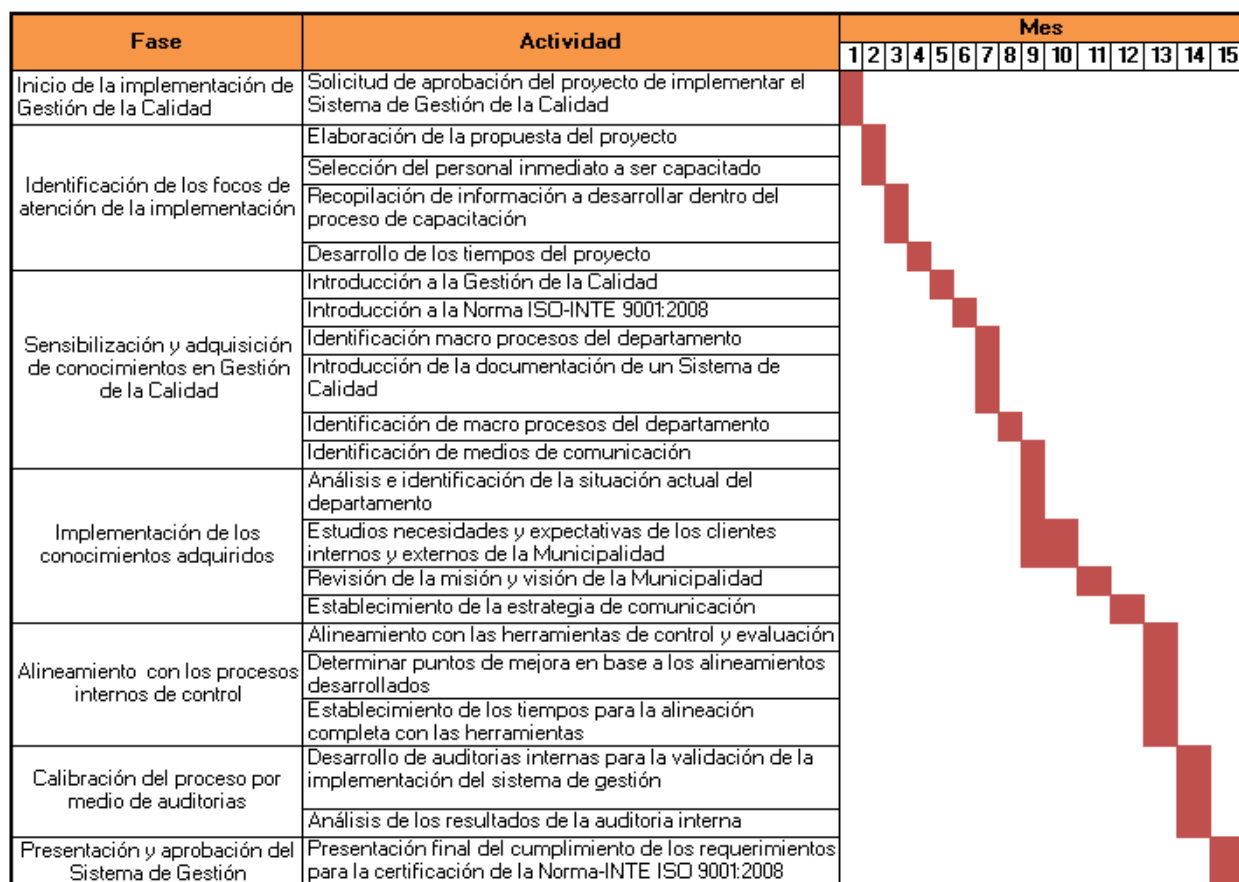 Fase
Actividad
Mes
1 2 3 4 5 6 7 8 9 10 11 12 13 14 15
Inicio de la implementación de
Gestión de la Calidad
Solicitud de aprobación del proyecto de implementar el
Sistema de Gestión de la Calidad
Identificación de los focos de
atención de la implementación
Elaboración de la propuesta del proyecto
Selección del personal inmediato a ser capacitado
Recopilación de información a desarrollar dentro del
proceso de capacitación
Desarrollo de los tiempos del proyecto
Sensibilización y adquisición
de conocimientos en Gestión
de la Calidad
Introducción a la Gestión de la Calidad
Introducción a la Norma ISO-INTE 9001:2008
Identificación macro procesos del departamento
Introducción de la documentación de un Sistema de
Calidad
Identificación de macro procesos del departamento
Identificación de medios de comunicación
Implementación de los
conocimientos adquiridos
Análisis e identificación de la situación actual del
departamento
Estudios necesidades y expectativas de los clientes
internos y externos de la Municipalidad
Revisión de la misión y visión de la Municipalidad
Establecimiento de la estrategia de comunicación
Alineamiento con los procesos
internos de control
Alineamiento con las herramientas de control y evaluación
Determinar puntos de mejora en base a los alineamientos
desarrollados
Establecimiento de los tiempos para la alineación
completa con las herramientas
Calibración del proceso por
medio de auditorias
Desarrollo de auditorias internas para la validación de la
implementación del sistema de gestión
Análisis de los resultados de la auditoria interna
Presentación y aprobación del
Sistema de Gestión
Presentación final del cumplimiento de los requerimientos
para la certificación de la Norma-INTE ISO 9001:2008